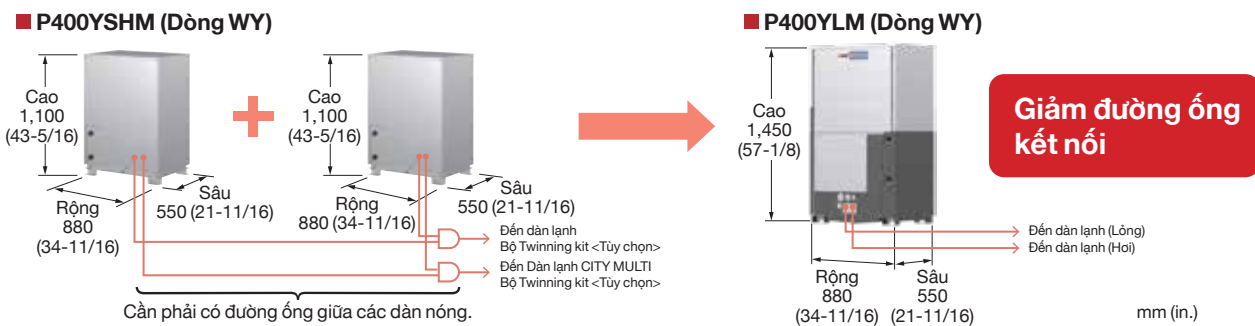 P400YSHM (Dòng WY)
Cao
1,100
(43-5/16)
Rộng
880
(34-11/16)
Sâu
550 (21-11/16)
Cao
1,100
(43-5/16)
Rộng
880 (34-11/16)
Sâu
550 (21-11/16)
Đến dàn lạnh
Bộ Twinning kit <Tùy chọn>
Đến Dàn lạnh CITY MULTI
Bộ Twinning kit <Tùy chọn>
Cần phải có đường ống giữa các dàn nóng.
P400YLM (Dòng WY)
Cao
1,450
(57-1/8)
Rộng
880
(34-11/16)
Sâu
550
(21-11/16)
Đến dàn lạnh (Lỏng)
Đến dàn lạnh (Hơi)
mm (in.)
Giảm đường ống
kết nối